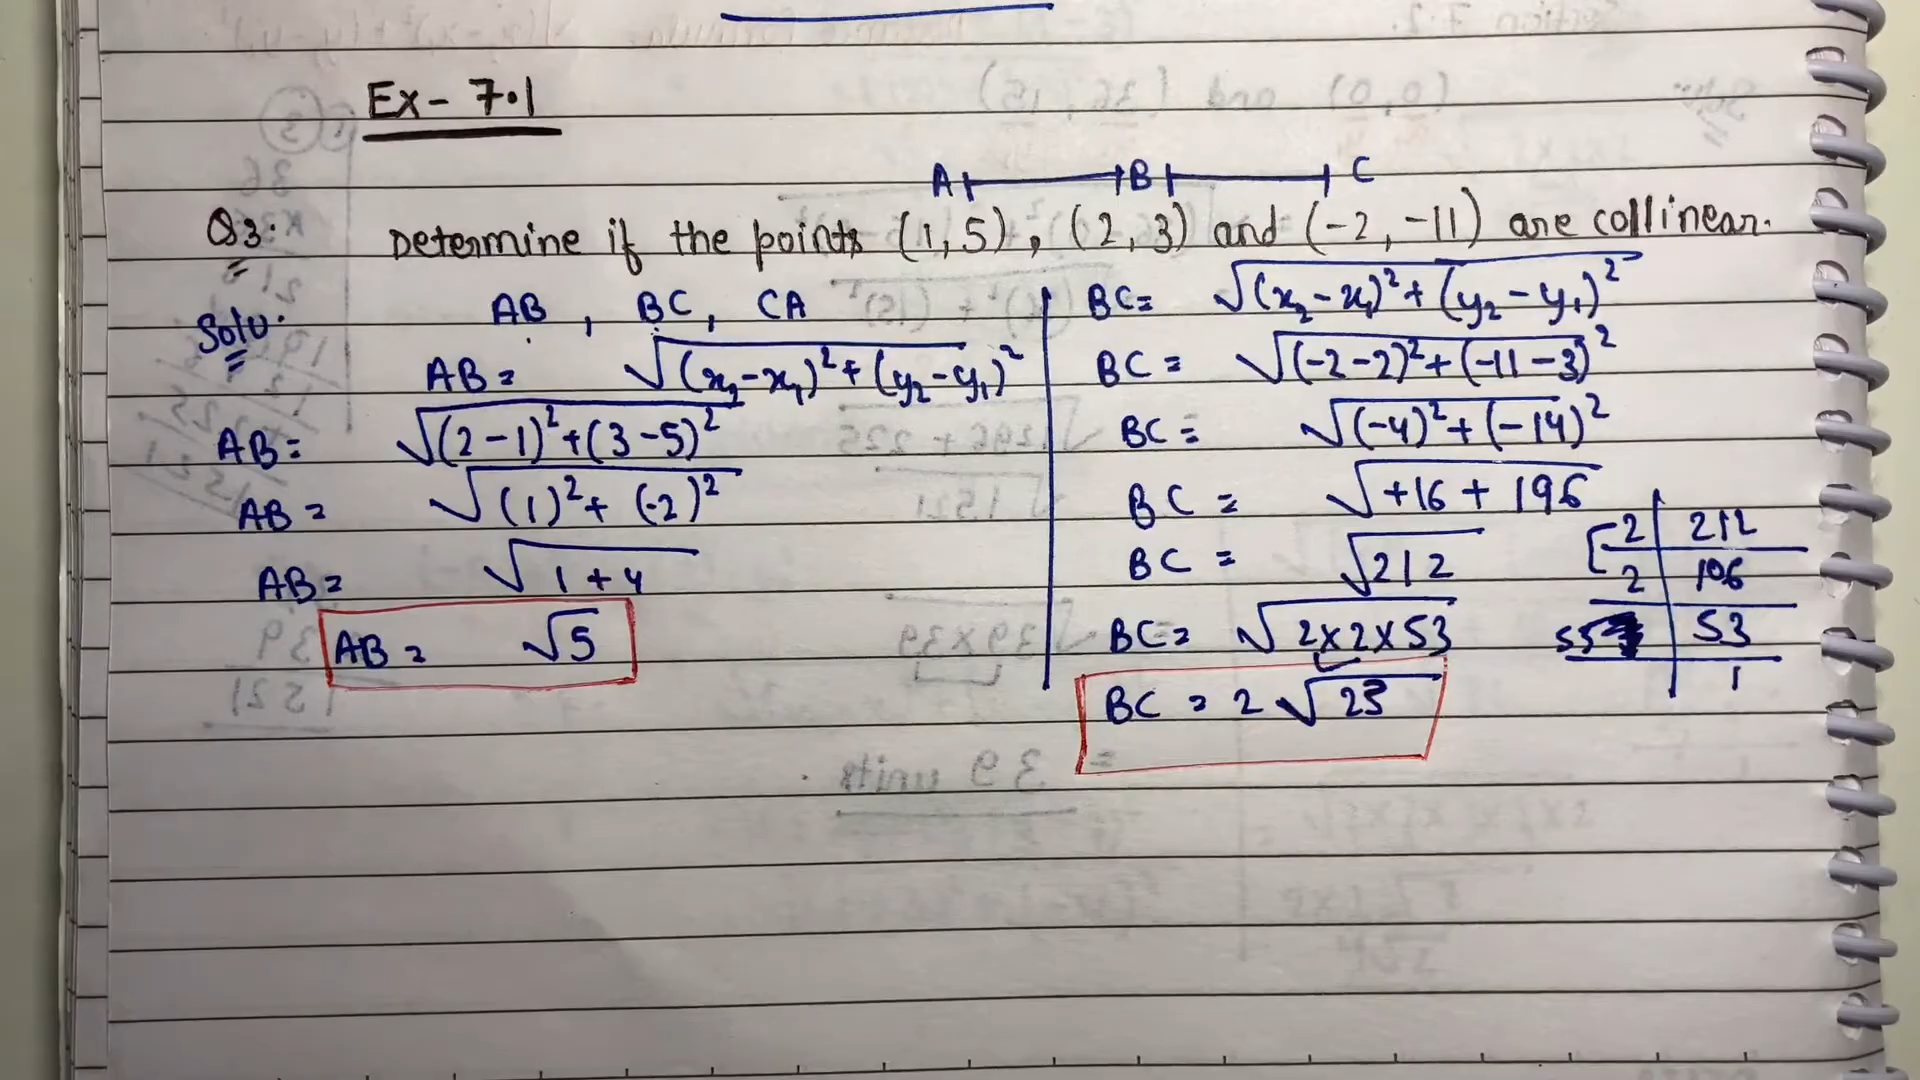 Ex- 7.1
A B C
Q3. Determine if the points (1,5), (2,3) and (-2,-11) are collinear.
Solu. AB, BC, CA
AB = √(x₂-x₁)²+(y₂-y₁)²
AB = √(2-1)²+(3-5)²
AB = √(1)²+(-2)²
AB = √1+4
AB = √5
BC = √(x₂-x₁)²+(y₂-y₁)²
BC = √(-2-2)²+(-11-3)²
BC = √(-4)²+(-14)²
BC = √+16+196
BC = √212
BC = √2×2×53
BC = 2√23
2 | 212
2 | 106
53 | 53
1